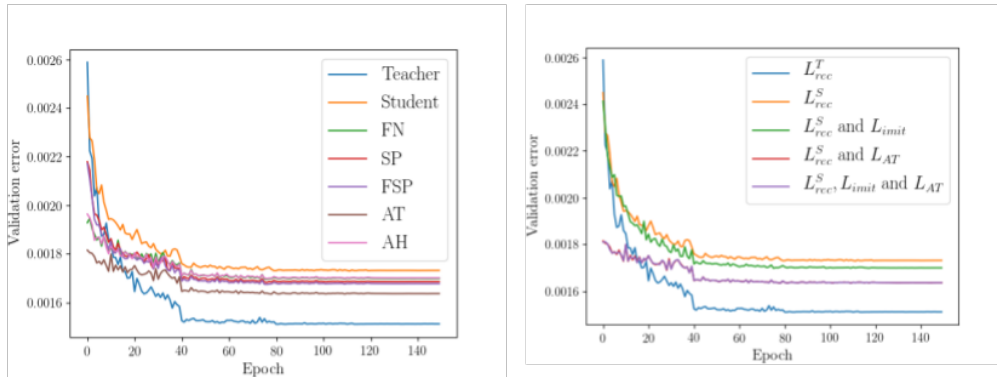 0.0026
0.0024
0.0022
0.0020
0.0018
0.0016
Validation error
0 20 40 60 80 100 120 140
Epoch
Teacher
Student
FN
SP
FSP
AT
AH
0.0026
0.0024
0.0022
0.0020
0.0018
0.0016
Validation error
0 20 40 60 80 100 120 140
Epoch
L^T_rec
L^S_rec
L^S_rec and L_imit
L^S_rec and L_AT
L^S_rec, L_imit and L_AT